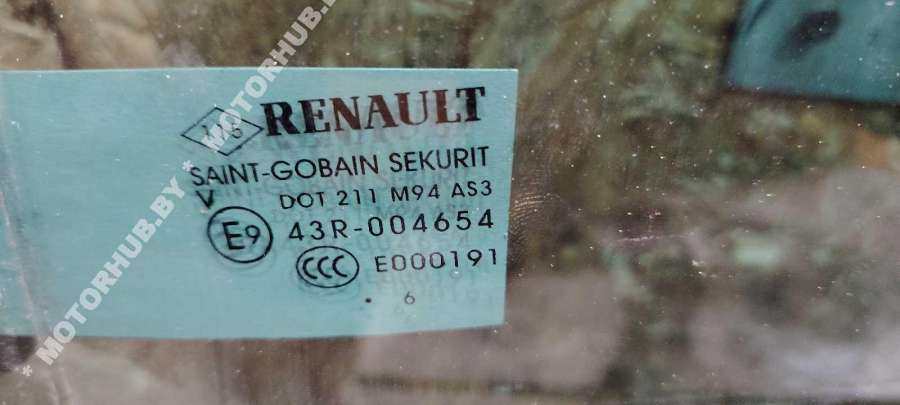 RENAULT
SAINT-GOBAIN SEKURIT
V DOT 211 M94 AS3
E9 43R-004654
CCC E000191
. 6
* MOTORHUB.BY * MOTORHUB.BY